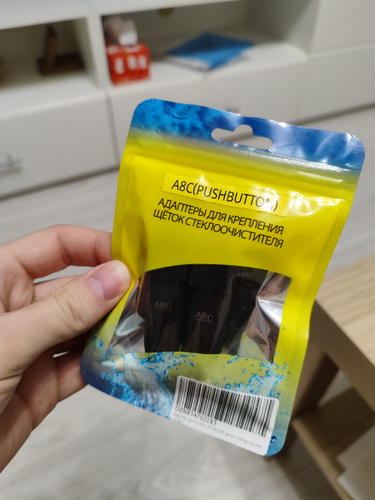 A8C(PUSHBUTTON)
АДАПТЕРЫ ДЛЯ КРЕПЛЕНИЯ
ЩЁТОК СТЕКЛООЧИСТИТЕЛЯ
A8C
A8C